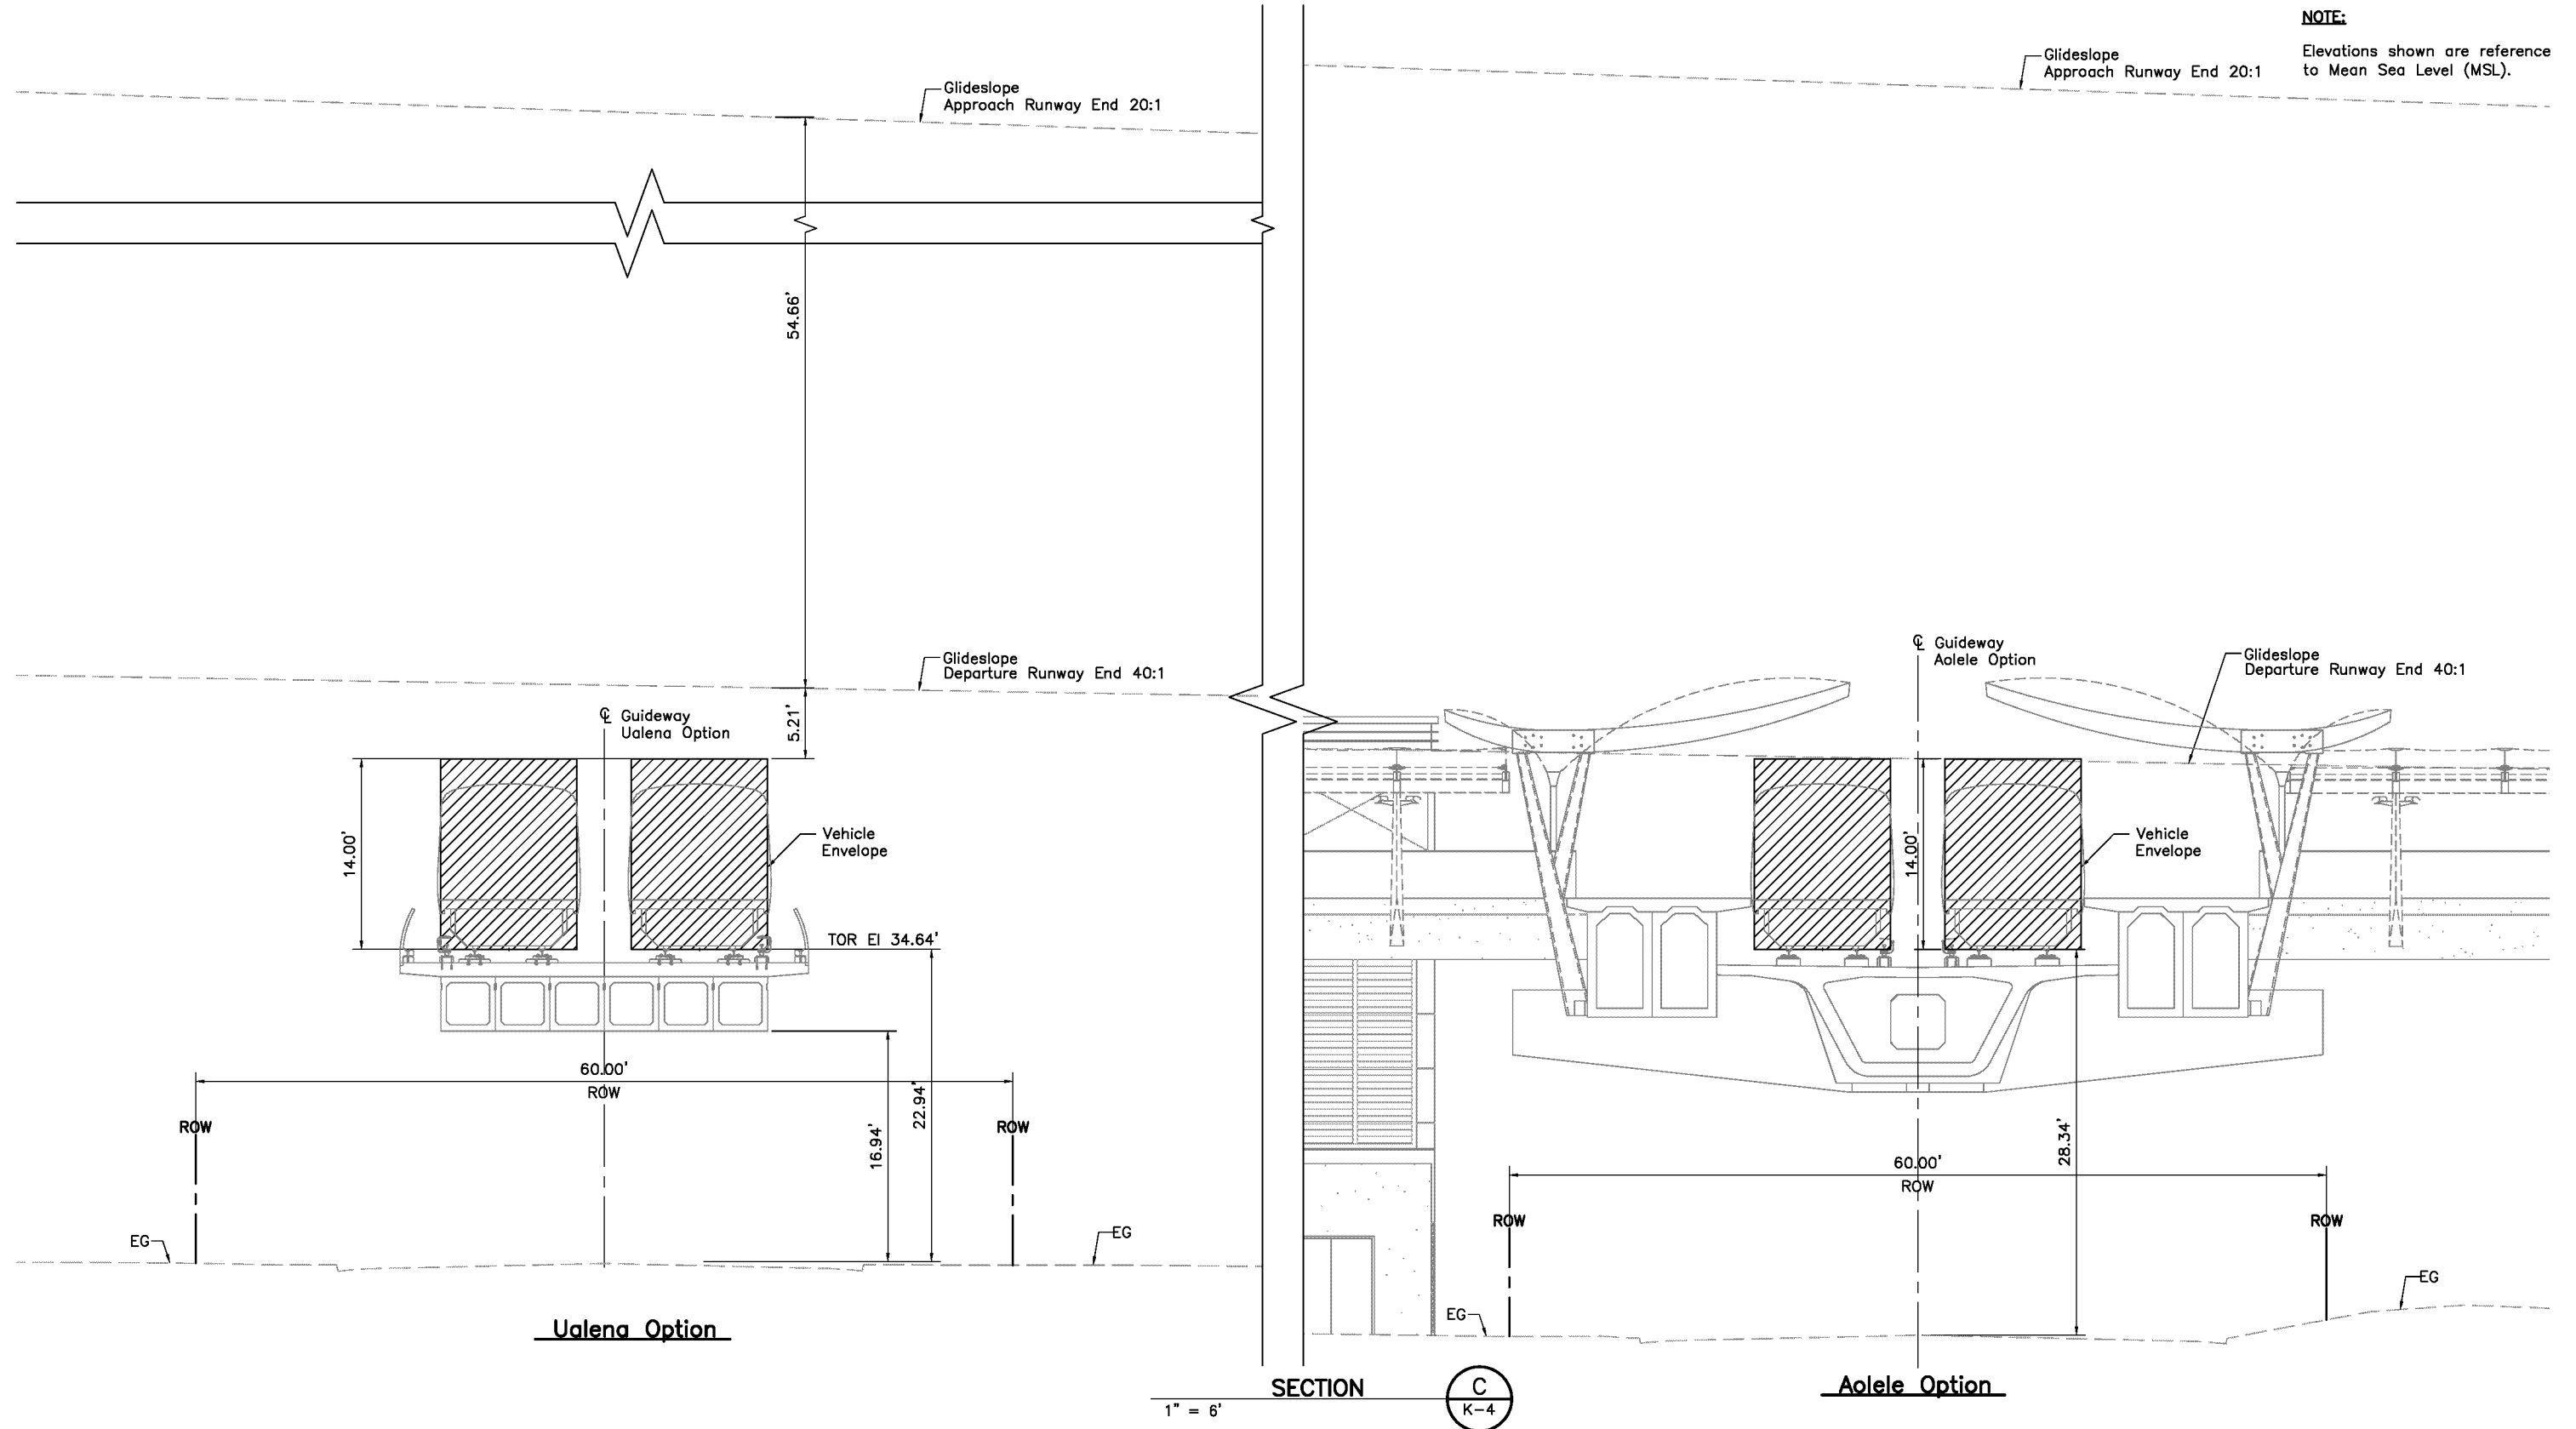 NOTE:
Elevations shown are reference
to Mean Sea Level (MSL).
Glideslope
Approach Runway End 20:1
Glideslope
Approach Runway End 20:1
54.66'
Glideslope
Departure Runway End 40:1
5.21'
℄ Guideway
Ualena Option
14.00'
Vehicle
Envelope
TOR El 34.64'
60.00'
ROW
22.94'
16.94'
ROW
ROW
EG
EG
Ualena Option
℄ Guideway
Aolele Option
Glideslope
Departure Runway End 40:1
14.00'
Vehicle
Envelope
28.34'
60.00'
ROW
ROW
ROW
EG
EG
Aolele Option
SECTION
C
K-4
1" = 6'